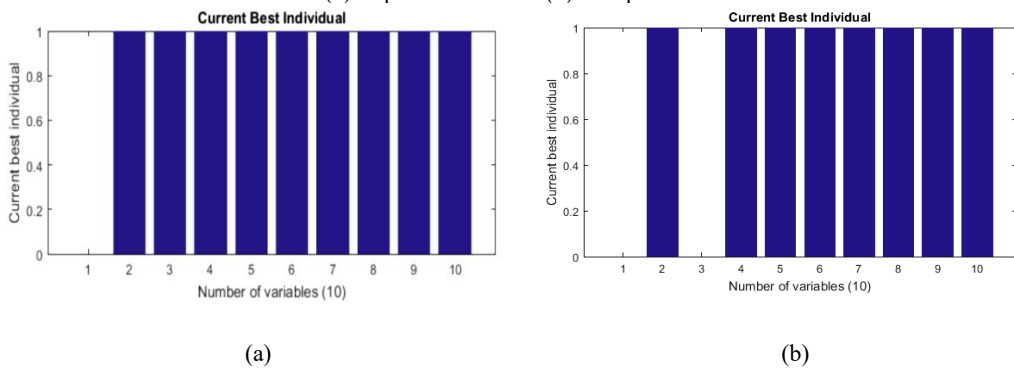 Current Best Individual
1
0.8
0.6
0.4
0.2
0
Current best individual
1 2 3 4 5 6 7 8 9 10
Number of variables (10)
(a)
Current Best Individual
1
0.8
0.6
0.4
0.2
0
Current best individual
1 2 3 4 5 6 7 8 9 10
Number of variables (10)
(b)